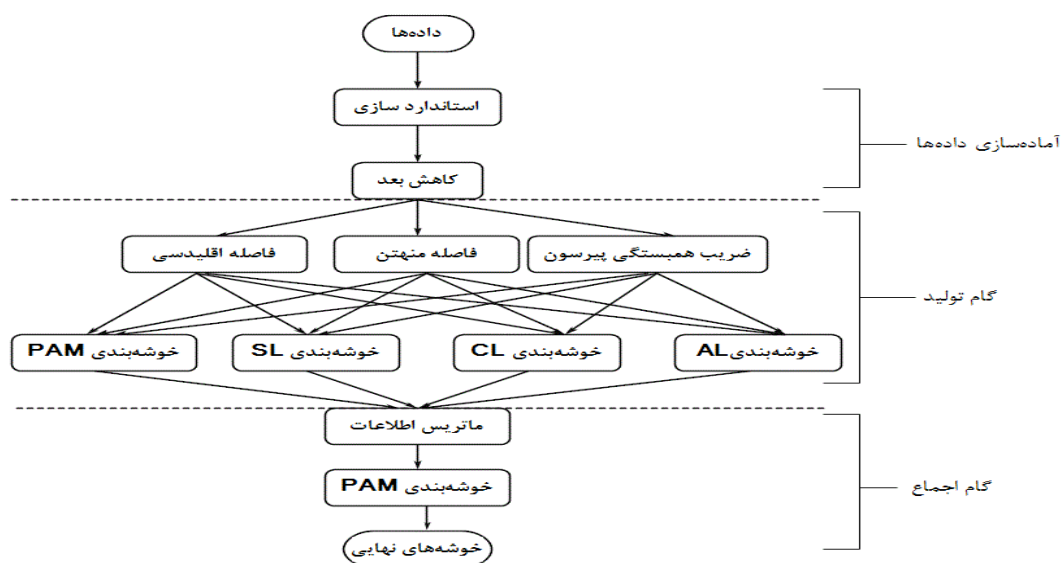 داده‌ها
استاندارد سازی
آماده‌سازی داده‌ها
کاهش بعد
ضریب همبستگی پیرسون
فاصله منهتن
فاصله اقلیدسی
گام تولید
خوشه‌بندیAL
خوشه‌بندی CL
خوشه‌بندی SL
خوشه‌بندی PAM
ماتریس اطلاعات
خوشه‌بندی PAM
گام اجماع
خوشه‌های نهایی